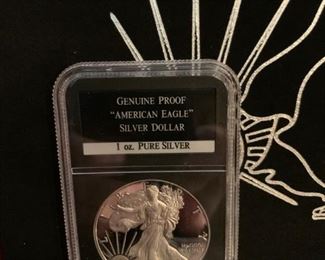 GENUINE PROOF
"AMERICAN EAGLE"
SILVER DOLLAR
1 oz. PURE SILVER